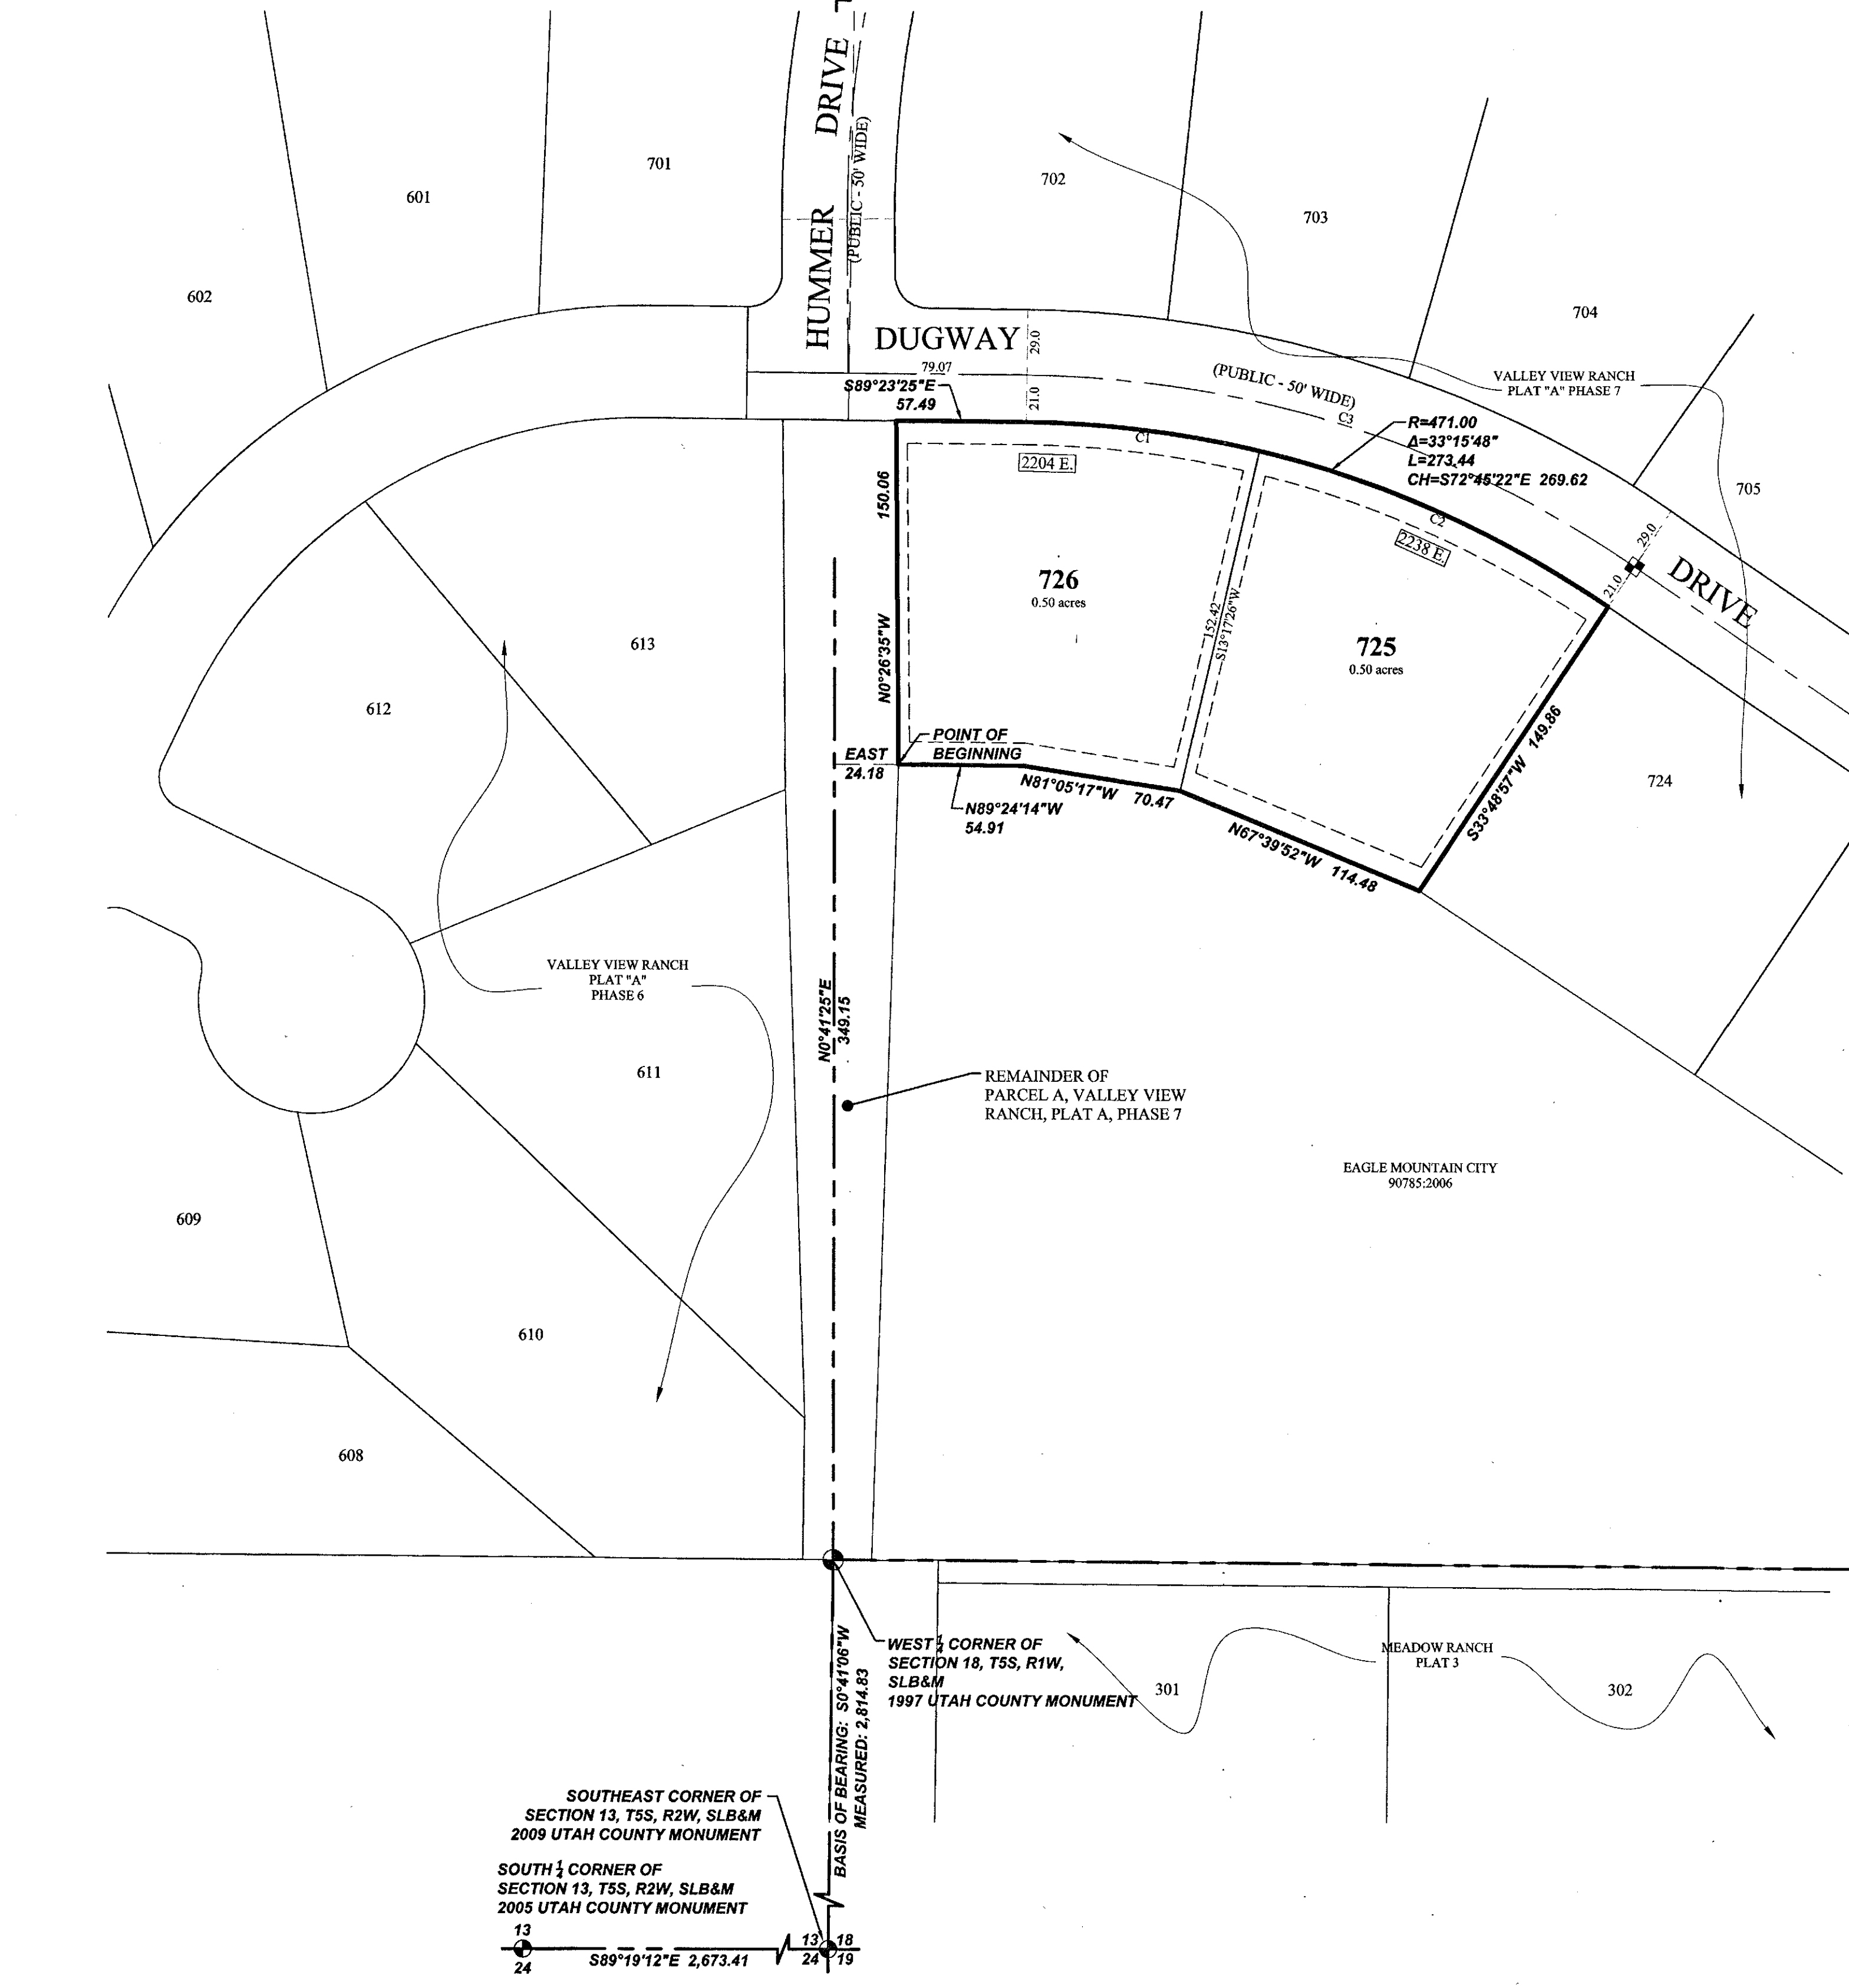 HUMMER DRIVE
(PUBLIC - 50' WIDE)
701
601
602
702
703
704
705
DUGWAY
29.0
79.07
21.0
S89°23'25"E
57.49
(PUBLIC - 50' WIDE)
C3
VALLEY VIEW RANCH
PLAT "A" PHASE 7
R=471.00
Δ=33°15'48"
L=273.44
CH=S72°45'22"E 269.62
C1
2204 E.
C2
2238 E.
29.0
21.0
DRIVE
N0°26'35"W
150.06
726
0.50 acres
152.42
S13°17'26"W
725
0.50 acres
613
612
EAST
24.18
POINT OF
BEGINNING
N89°24'14"W
54.91
N81°05'17"W 70.47
N67°39'52"W 114.48
S33°48'57"W 149.86
724
VALLEY VIEW RANCH
PLAT "A"
PHASE 6
N0°41'25"E
349.15
611
REMAINDER OF
PARCEL A, VALLEY VIEW
RANCH, PLAT A, PHASE 7
EAGLE MOUNTAIN CITY
90785:2006
609
610
608
WEST 1/4 CORNER OF
SECTION 18, T5S, R1W,
SLB&M
1997 UTAH COUNTY MONUMENT
BASIS OF BEARING: S0°41'06"W
MEASURED: 2,814.83
MEADOW RANCH
PLAT 3
301
302
SOUTHEAST CORNER OF
SECTION 13, T5S, R2W, SLB&M
2009 UTAH COUNTY MONUMENT
SOUTH 1/4 CORNER OF
SECTION 13, T5S, R2W, SLB&M
2005 UTAH COUNTY MONUMENT
13
24
S89°19'12"E 2,673.41
13 18
24 19